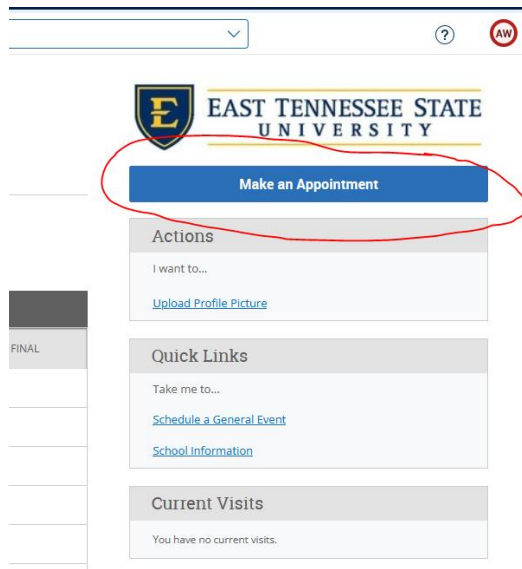 ?
AW
E
EAST TENNESSEE STATE
UNIVERSITY
Make an Appointment
Actions
I want to...
Upload Profile Picture
FINAL
Quick Links
Take me to...
Schedule a General Event
School Information
Current Visits
You have no current visits.